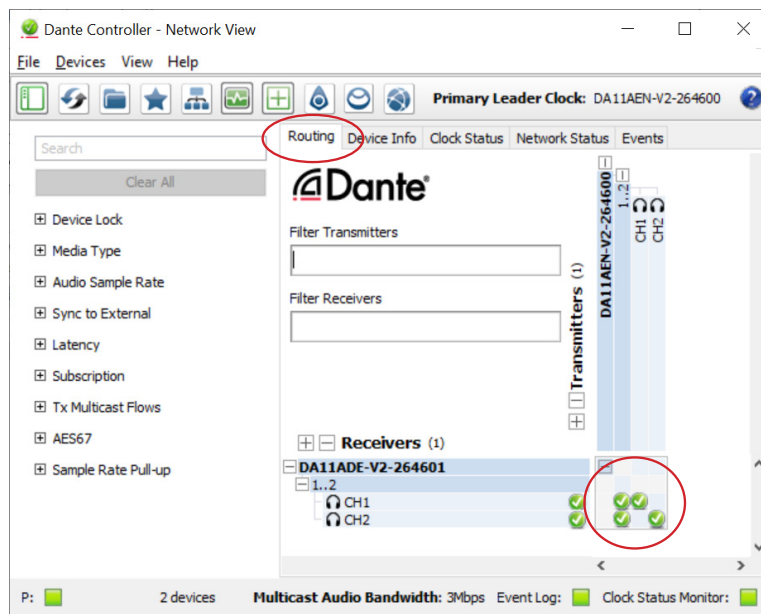 Dante Controller - Network View
File Devices View Help
Primary Leader Clock: DA11AEN-V2-264600 ?
Routing Device Info Clock Status Network Status Events
Search
Clear All
Device Lock
Media Type
Audio Sample Rate
Sync to External
Latency
Subscription
Tx Multicast Flows
AES67
Sample Rate Pull-up
Dante®
Filter Transmitters
Filter Receivers
Transmitters (1)
DA11AEN-V2-264600
1..2
CH1
CH2
Receivers (1)
DA11ADE-V2-264601
1..2
CH1
CH2
P: 2 devices Multicast Audio Bandwidth: 3Mbps Event Log: Clock Status Monitor: